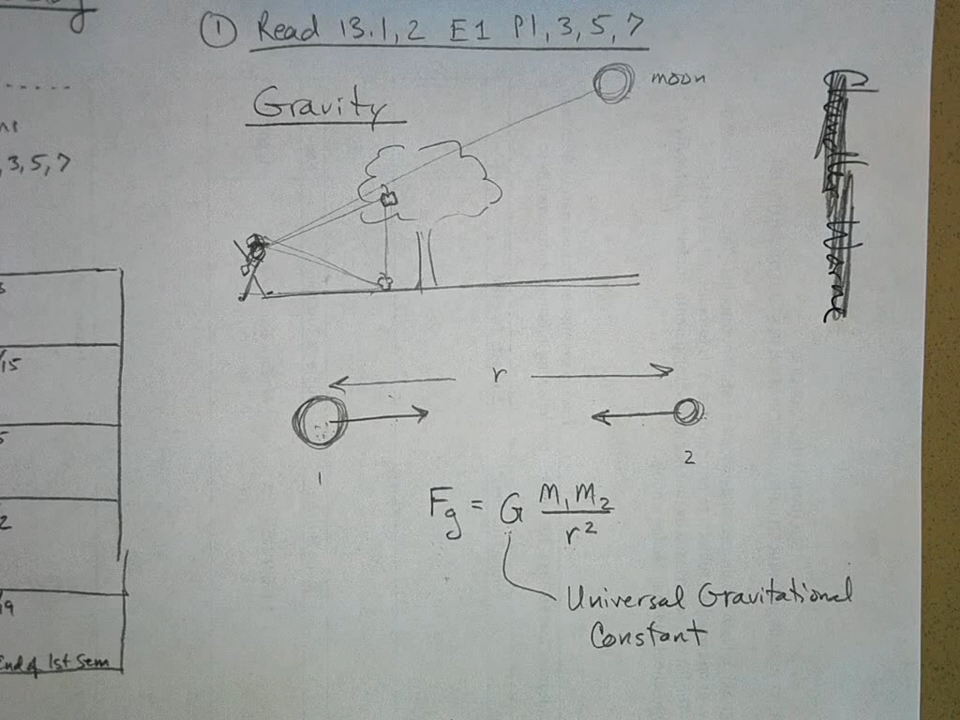 ① Read 13.1,2 E1 P1,3,5,7
moon
Gravity
, 3, 5, 7
r
/15
1
2
Fg = G m1m2/r²
Universal Gravitational
Constant
End of 1st Sem